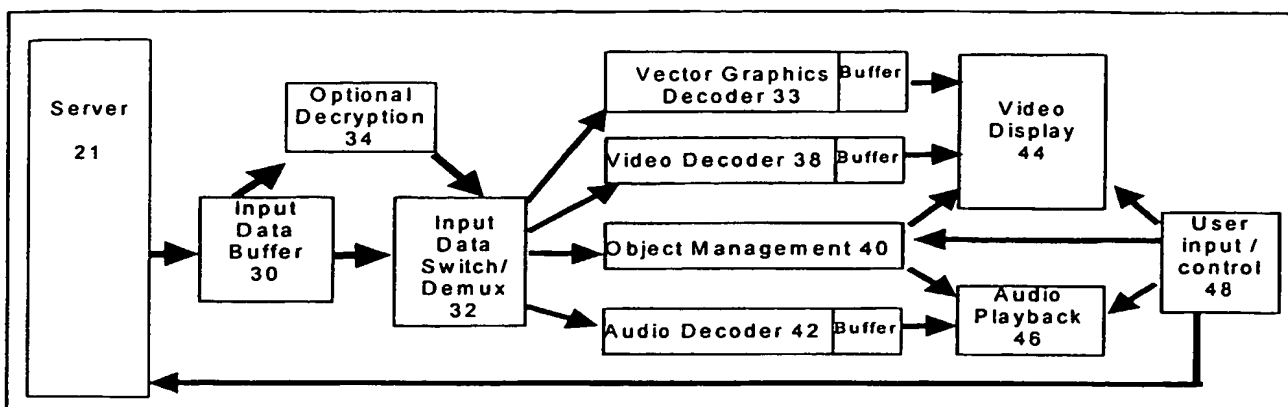 Server
21
Optional
Decryption
34
Input
Data
Buffer
30
Input
Data
Switch/
Demux
32
Vector Graphics
Decoder 33
Buffer
Video Decoder 38
Buffer
Object Management 40
Audio Decoder 42
Buffer
Video
Display
44
Audio
Playback
46
User
input /
control
48